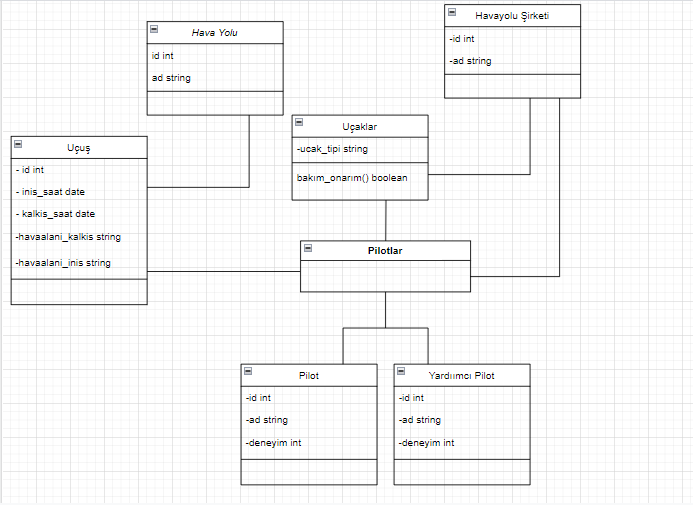 Hava Yolu
id int
ad string
Havayolu Şirketi
-id int
-ad string
Uçaklar
-ucak_tipi string
bakım_onarım() boolean
Uçuş
- id int
- inis_saat date
- kalkis_saat date
-havaalani_kalkis string
-havaalani_inis string
Pilotlar
Pilot
-id int
-ad string
-deneyim int
Yardıımcı Pilot
-id int
-ad string
-deneyim int